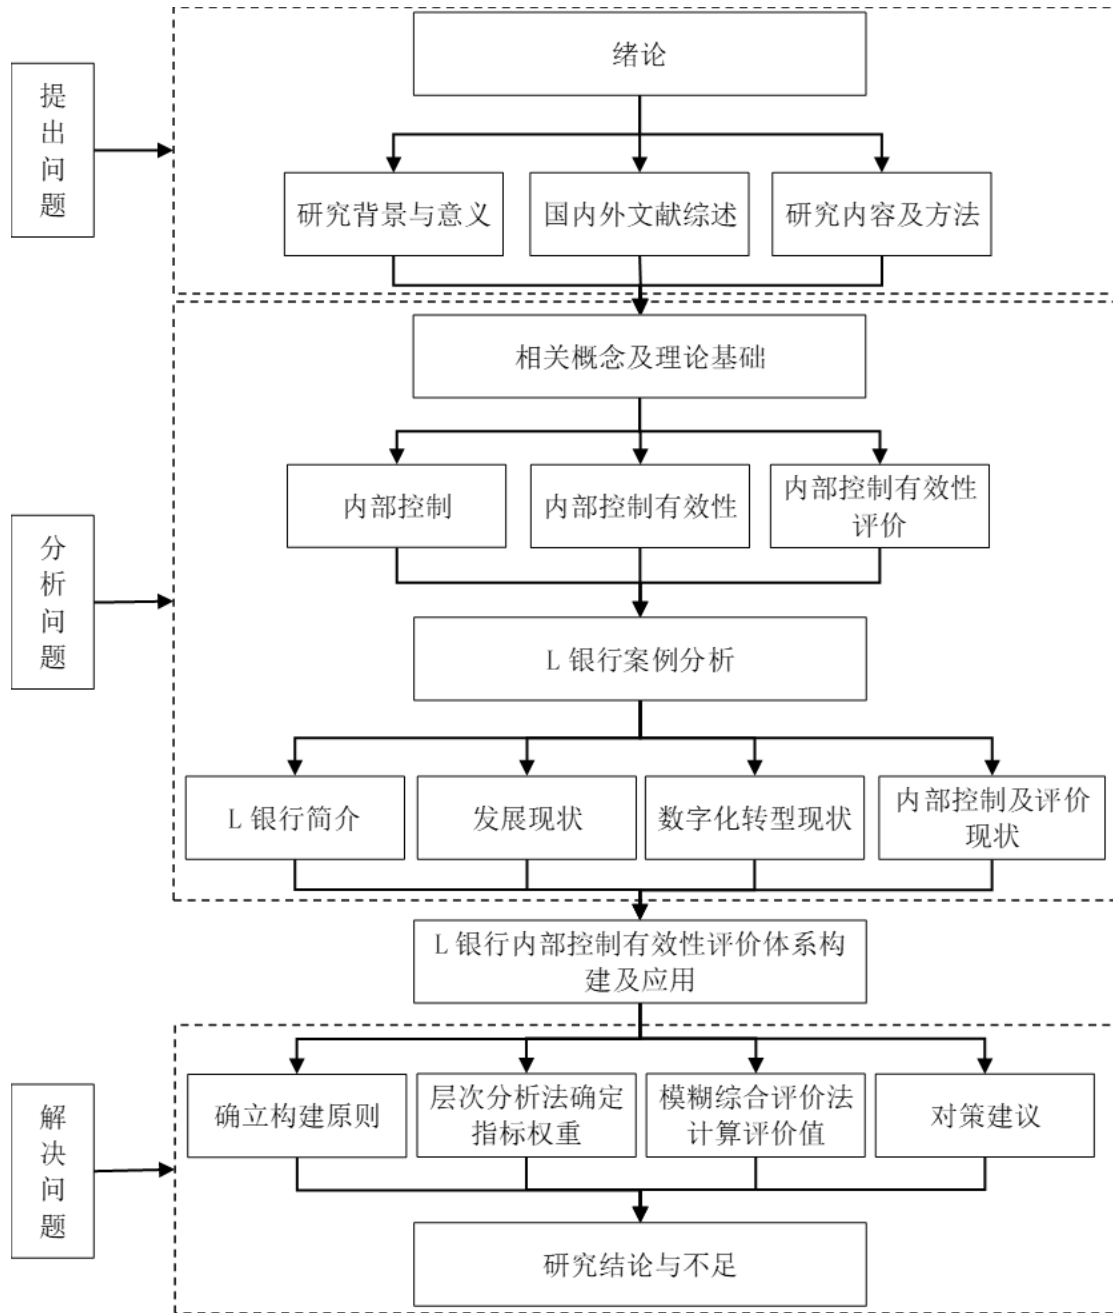 提出问题
绪论
研究背景与意义
国内外文献综述
研究内容及方法
分析问题
相关概念及理论基础
内部控制
内部控制有效性
内部控制有效性
评价
L 银行案例分析
L 银行简介
发展现状
数字化转型现状
内部控制及评价
现状
L 银行内部控制有效性评价体系构
建及应用
解决问题
确立构建原则
层次分析法确定
指标权重
模糊综合评价法
计算评价值
对策建议
研究结论与不足